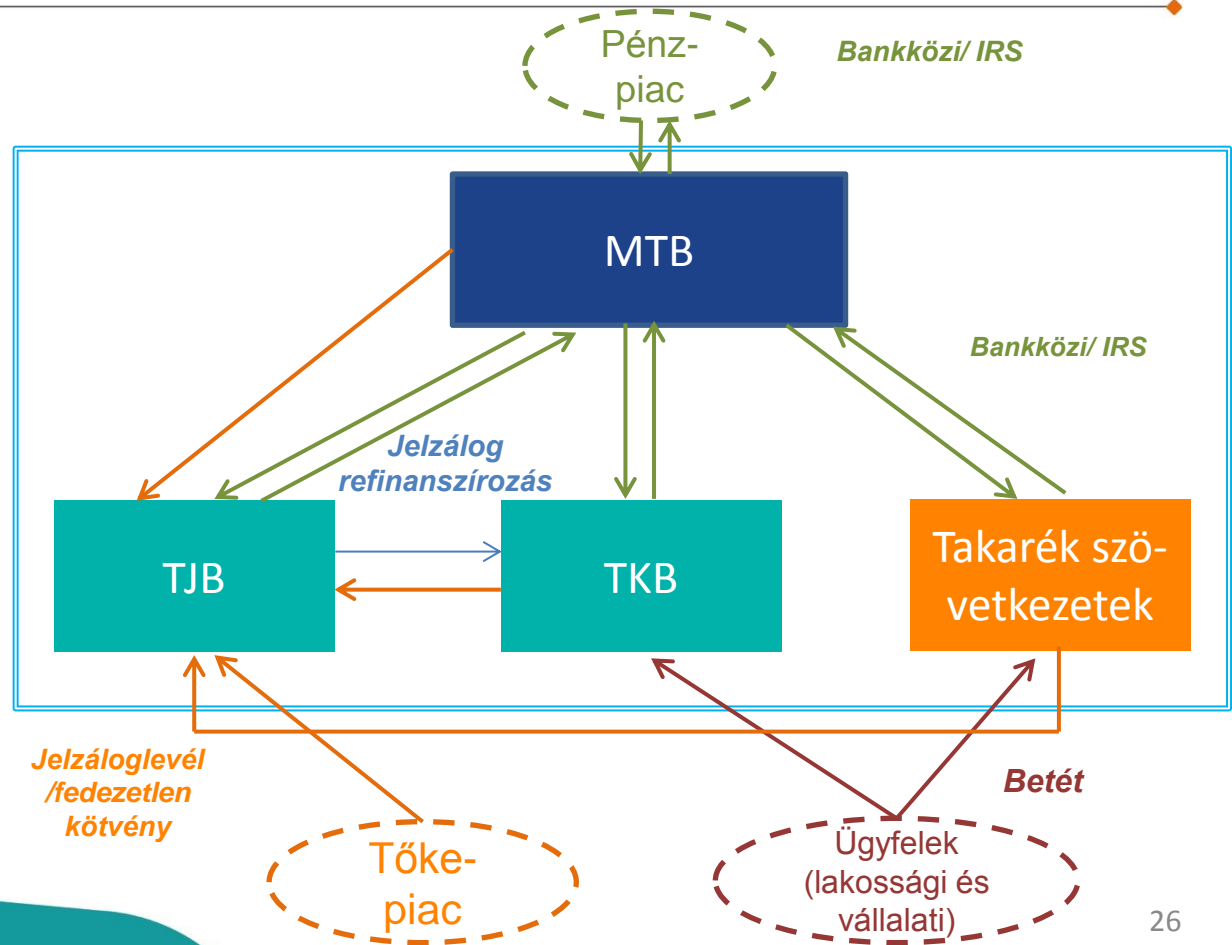 Pénz-
piac
Bankközi/ IRS
MTB
Bankközi/ IRS
Jelzálog
refinanszírozás
TJB
TKB
Takarék szö-
vetkezetek
Jelzáloglevél
/fedezetlen
kötvény
Betét
Tőke-
piac
Ügyfelek
(lakossági és
vállalati)
26